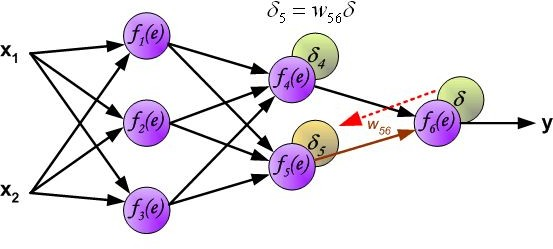 δ₅ = w₅₆δ
f₁(e)
x₁
δ₄
f₄(e)
δ
f₂(e)
w₅₆
f₆(e)
y
δ₅
f₅(e)
x₂
f₃(e)